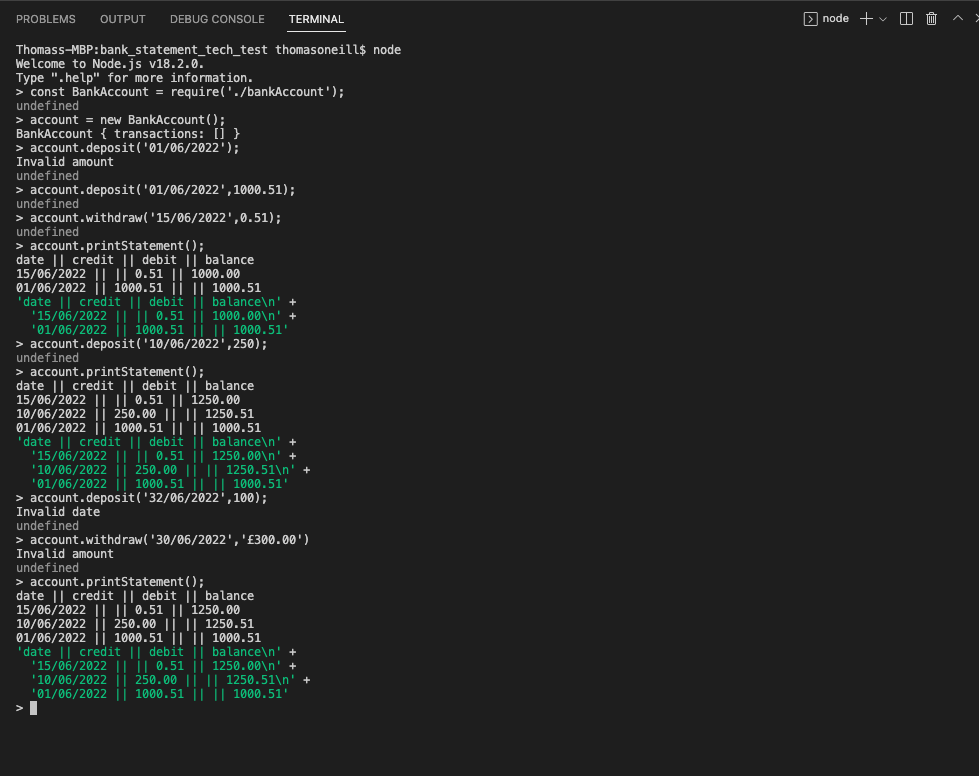 PROBLEMS OUTPUT DEBUG CONSOLE TERMINAL node
Thomass-MBP:bank_statement_tech_test thomasoneill$ node
Welcome to Node.js v18.2.0.
Type ".help" for more information.
> const BankAccount = require('./bankAccount');
undefined
> account = new BankAccount();
BankAccount { transactions: [] }
> account.deposit('01/06/2022');
Invalid amount
undefined
> account.deposit('01/06/2022',1000.51);
undefined
> account.withdraw('15/06/2022',0.51);
undefined
> account.printStatement();
date || credit || debit || balance
15/06/2022 || || 0.51 || 1000.00
01/06/2022 || 1000.51 || || 1000.51
'date || credit || debit || balance\n' +
  '15/06/2022 || || 0.51 || 1000.00\n' +
  '01/06/2022 || 1000.51 || || 1000.51'
> account.deposit('10/06/2022',250);
undefined
> account.printStatement();
date || credit || debit || balance
15/06/2022 || || 0.51 || 1250.00
10/06/2022 || 250.00 || || 1250.51
01/06/2022 || 1000.51 || || 1000.51
'date || credit || debit || balance\n' +
  '15/06/2022 || || 0.51 || 1250.00\n' +
  '10/06/2022 || 250.00 || || 1250.51\n' +
  '01/06/2022 || 1000.51 || || 1000.51'
> account.deposit('32/06/2022',100);
Invalid date
undefined
> account.withdraw('30/06/2022','£300.00')
Invalid amount
undefined
> account.printStatement();
date || credit || debit || balance
15/06/2022 || || 0.51 || 1250.00
10/06/2022 || 250.00 || || 1250.51
01/06/2022 || 1000.51 || || 1000.51
'date || credit || debit || balance\n' +
  '15/06/2022 || || 0.51 || 1250.00\n' +
  '10/06/2022 || 250.00 || || 1250.51\n' +
  '01/06/2022 || 1000.51 || || 1000.51'
>